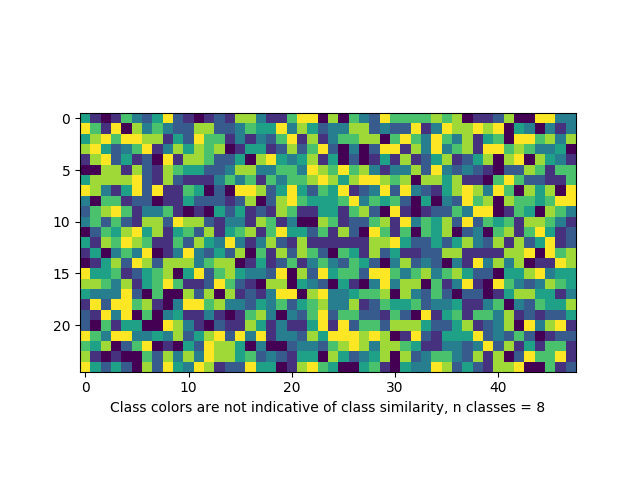 0
5
10
15
20
0 10 20 30 40
Class colors are not indicative of class similarity, n classes = 8